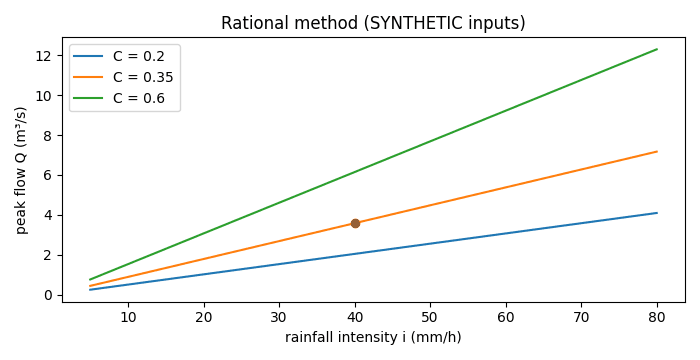 Rational method (SYNTHETIC inputs)
C = 0.2
C = 0.35
C = 0.6
peak flow Q (m³/s)
12
10
8
6
4
2
0
10 20 30 40 50 60 70 80
rainfall intensity i (mm/h)